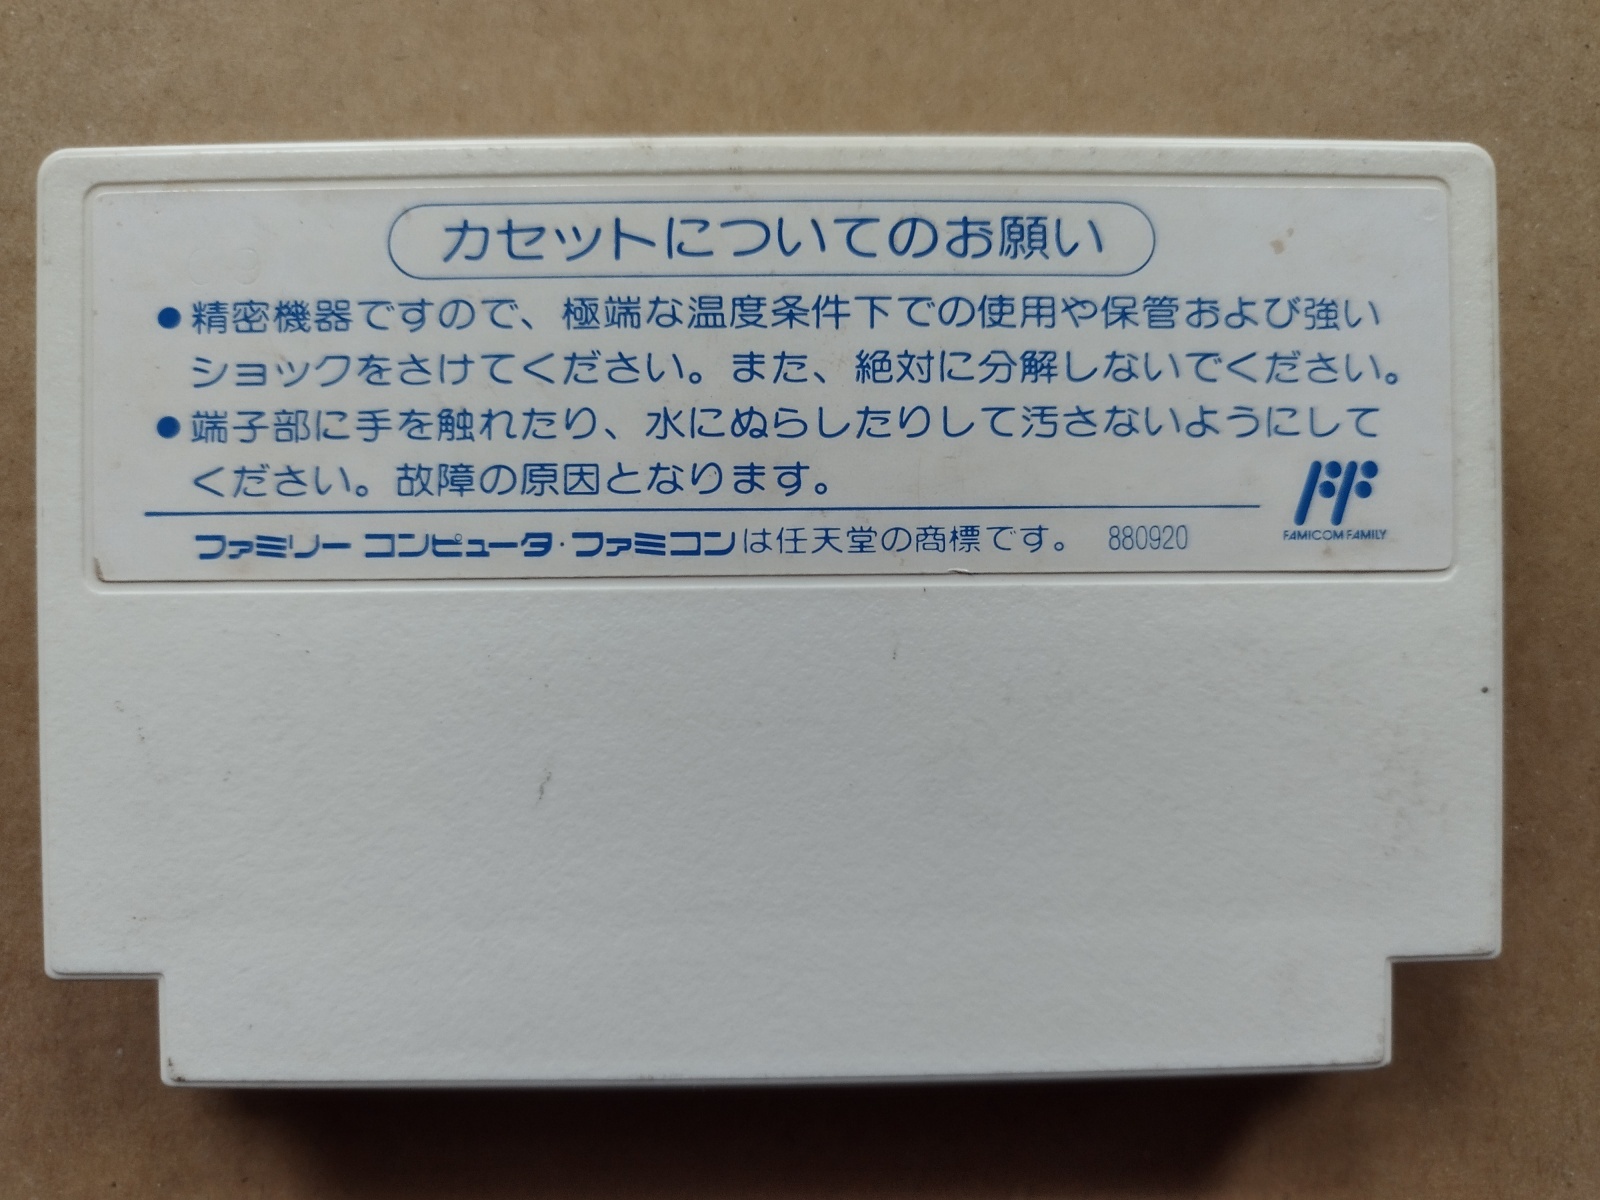 カセットについてのお願い
●精密機器ですので、極端な温度条件下での使用や保管および強い
ショックをさけてください。また、絶対に分解しないでください。
●端子部に手を触れたり、水にぬらしたりして汚さないようにして
ください。故障の原因となります。
ファミリー コンピュータ・ファミコンは任天堂の商標です。 880920
FAMICOM FAMILY